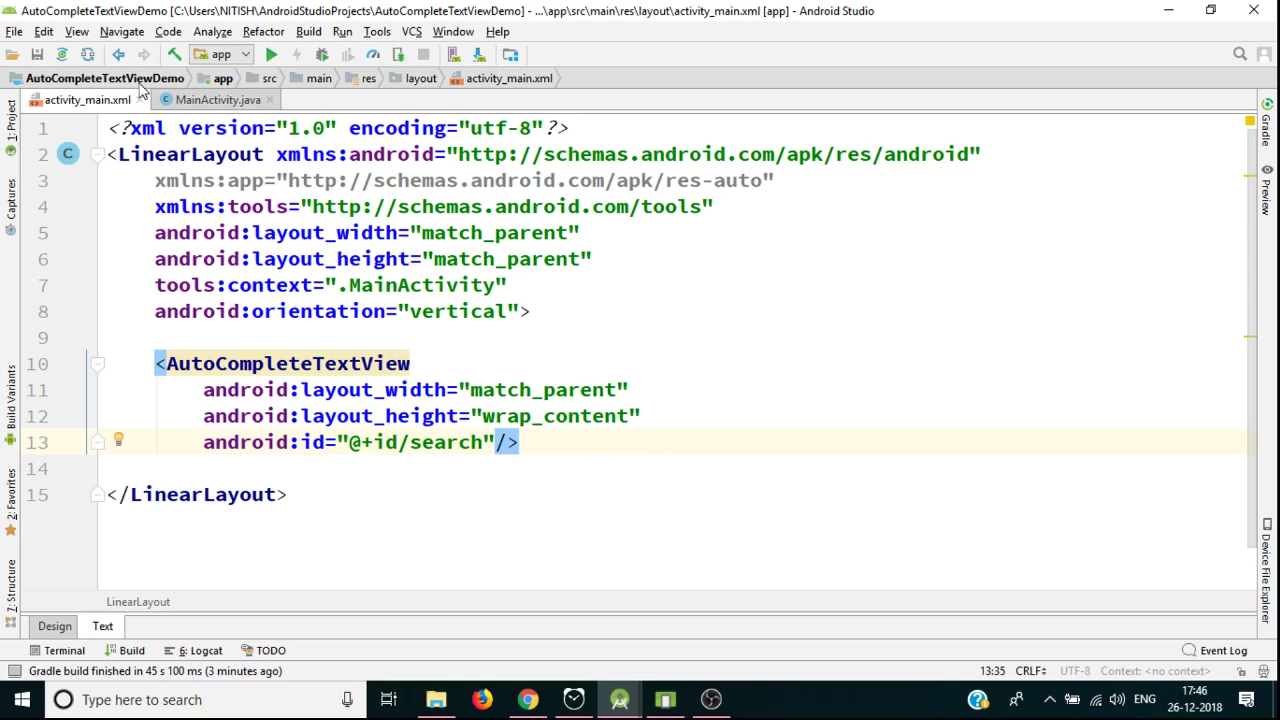 AutoCompleteTextViewDemo [C:\Users\NITISH\AndroidStudioProjects\AutoCompleteTextViewDemo] - ...\app\src\main\res\layout\activity_main.xml [app] - Android Studio
File Edit View Navigate Code Analyze Refactor Build Run Tools VCS Window Help
app
AutoCompleteTextViewDemo app src main res layout activity_main.xml
activity_main.xml MainActivity.java
1 <?xml version="1.0" encoding="utf-8"?>
2 <LinearLayout xmlns:android="http://schemas.android.com/apk/res/android"
3 xmlns:app="http://schemas.android.com/apk/res-auto"
4 xmlns:tools="http://schemas.android.com/tools"
5 android:layout_width="match_parent"
6 android:layout_height="match_parent"
7 tools:context=".MainActivity"
8 android:orientation="vertical">
9
10 <AutoCompleteTextView
11 android:layout_width="match_parent"
12 android:layout_height="wrap_content"
13 android:id="@+id/search"/>
14
15 </LinearLayout>
LinearLayout
Design Text
Terminal Build 6: Logcat TODO Event Log
Gradle build finished in 45 s 100 ms (3 minutes ago) 13:35 CRLF UTF-8 Context: <no context>
Type here to search ENG 17:46
26-12-2018
1: Project
Captures
Build Variants
2: Favorites
7: Structure
Gradle
Preview
Device File Explorer